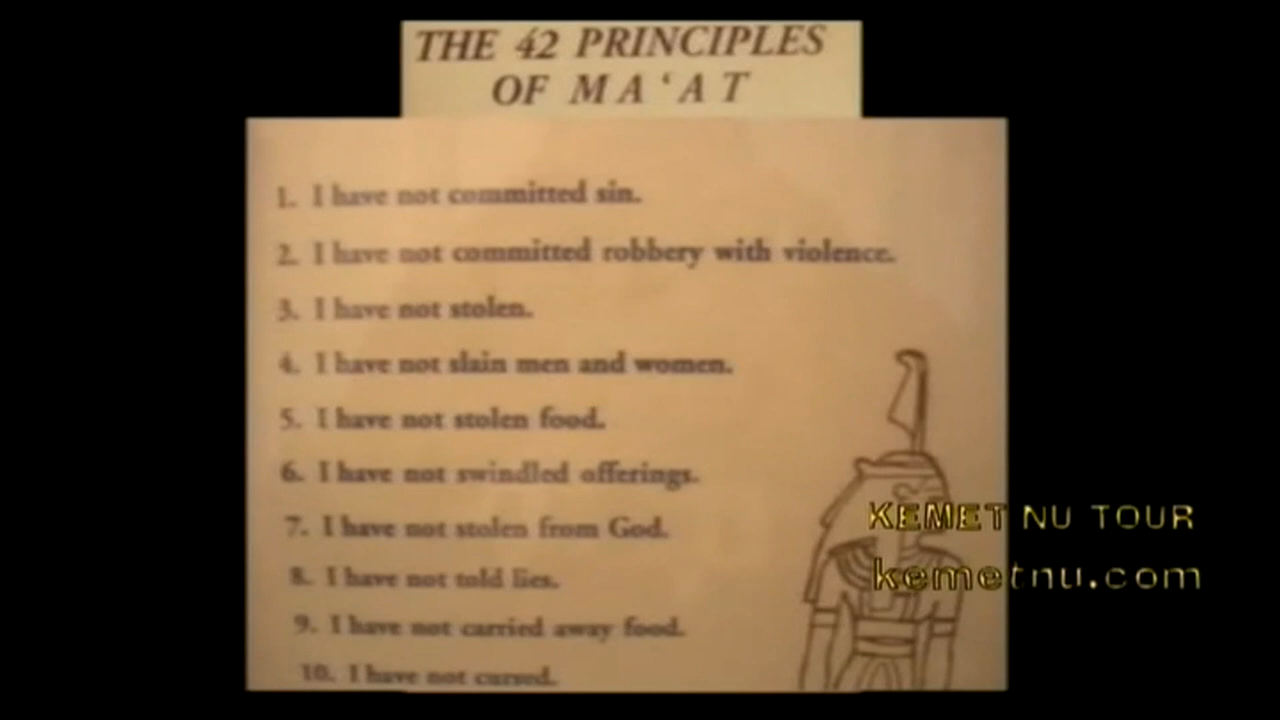 THE 42 PRINCIPLES
OF MA‘AT
1. I have not committed sin.
2. I have not committed robbery with violence.
3. I have not stolen.
4. I have not slain men and women.
5. I have not stolen food.
6. I have not swindled offerings.
7. I have not stolen from God.
8. I have not told lies.
9. I have not carried away food.
10. I have not cursed.
KEMET NU TOUR
kemetnu.com